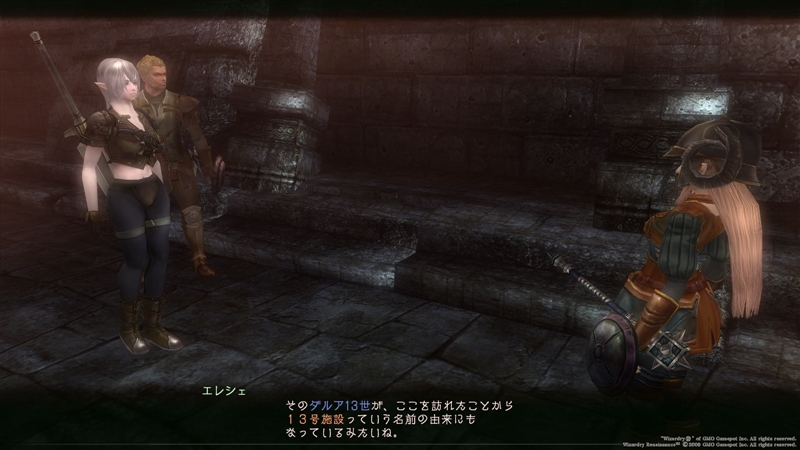 エレシェ
そのダルア13世が、ここを訪れたことから
１３号施設っていう名前の由来にも
なっているみたいね。
"Wizardry®" of GMO Gamepot Inc. All rights reserved.
Wizardry Renaissance™ ©2009 GMO Gamepot Inc. All rights reserved.